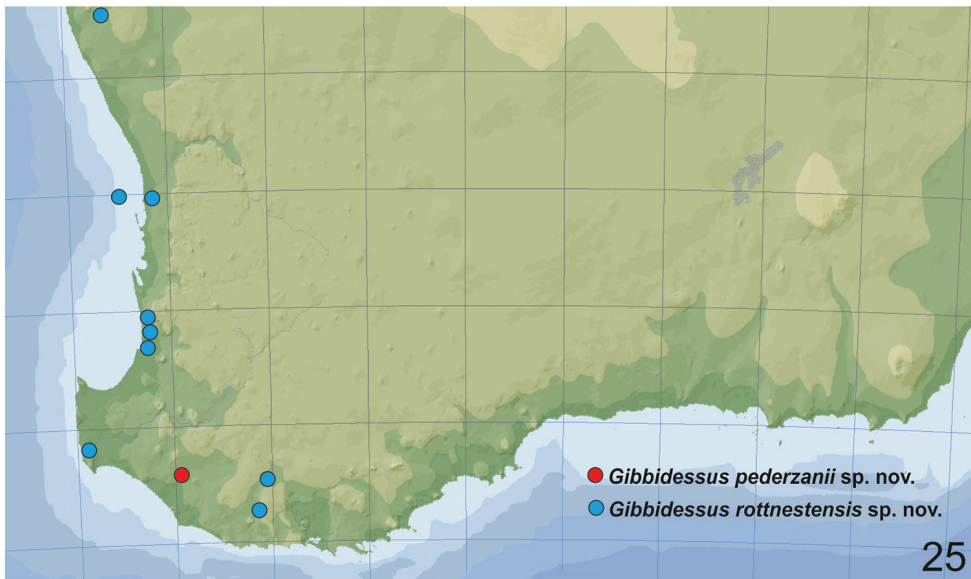 Gibbidessus pederzanii sp. nov.
Gibbidessus rottnestensis sp. nov.
25